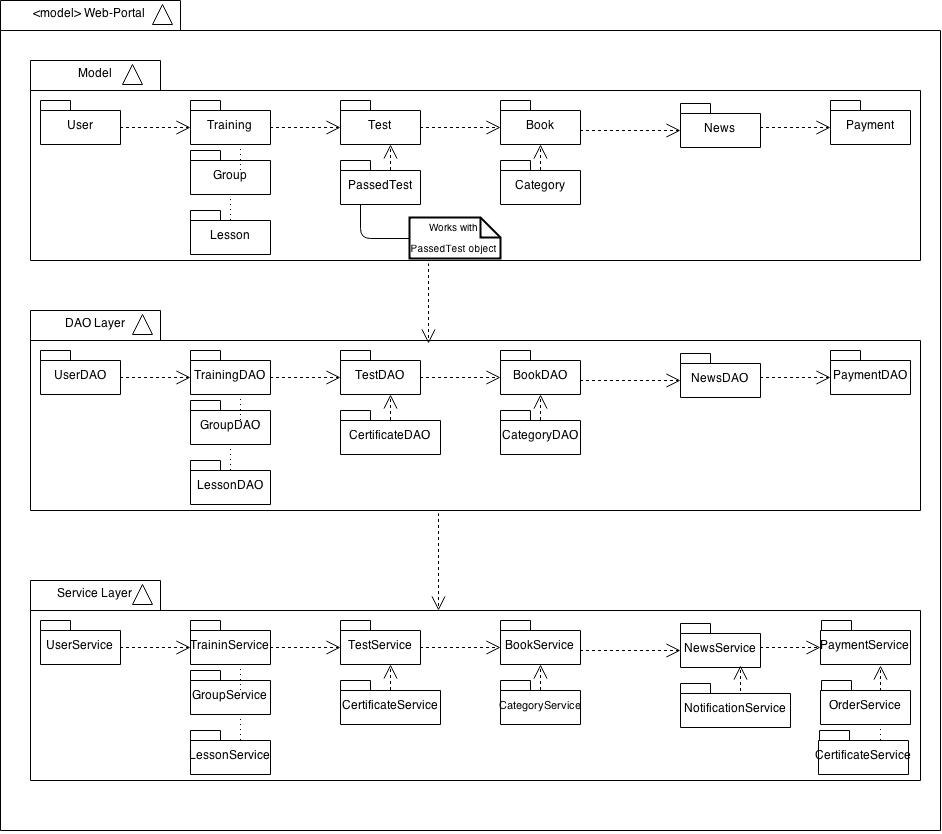 <model> Web-Portal
Model
User
Training
Test
Book
News
Payment
Group
PassedTest
Category
Lesson
Works with
PassedTest object
DAO Layer
UserDAO
TrainingDAO
TestDAO
BookDAO
NewsDAO
PaymentDAO
GroupDAO
CertificateDAO
CategoryDAO
LessonDAO
Service Layer
UserService
TraininService
TestService
BookService
NewsService
PaymentService
GroupService
CertificateService
CategoryService
NotificationService
OrderService
LessonService
CertificateService